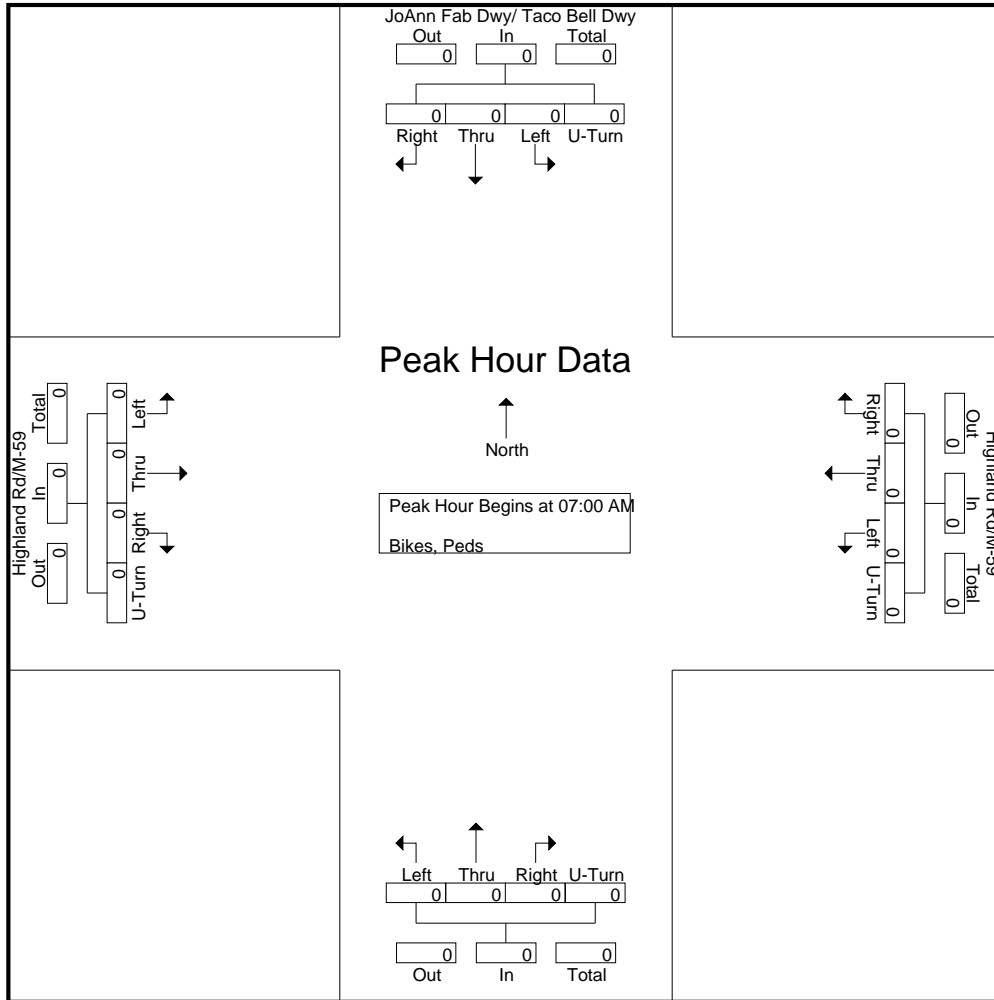 JoAnn Fab Dwy/ Taco Bell Dwy
Out In Total
0 0 0
0 0 0 0
Right Thru Left U-Turn
Peak Hour Data
North
Peak Hour Begins at 07:00 AM
Bikes, Peds
Highland Rd/M-59
Total In Out
0 0 0
0 0 0 0
Left Thru Right U-Turn
Highland Rd/M-59
Out In Total
0 0 0
0 0 0 0
Right Thru Left U-Turn
Left Thru Right U-Turn
0 0 0 0
0 0 0
Out In Total